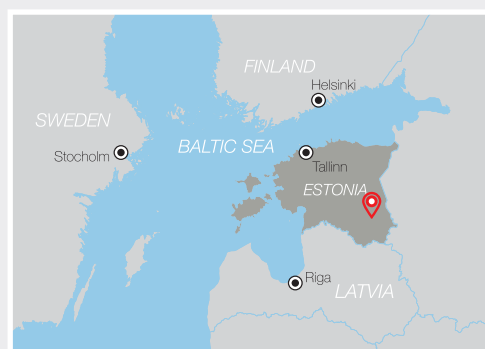 FINLAND
Helsinki
SWEDEN
BALTIC SEA
Stocholm
Tallinn
ESTONIA
Riga
LATVIA